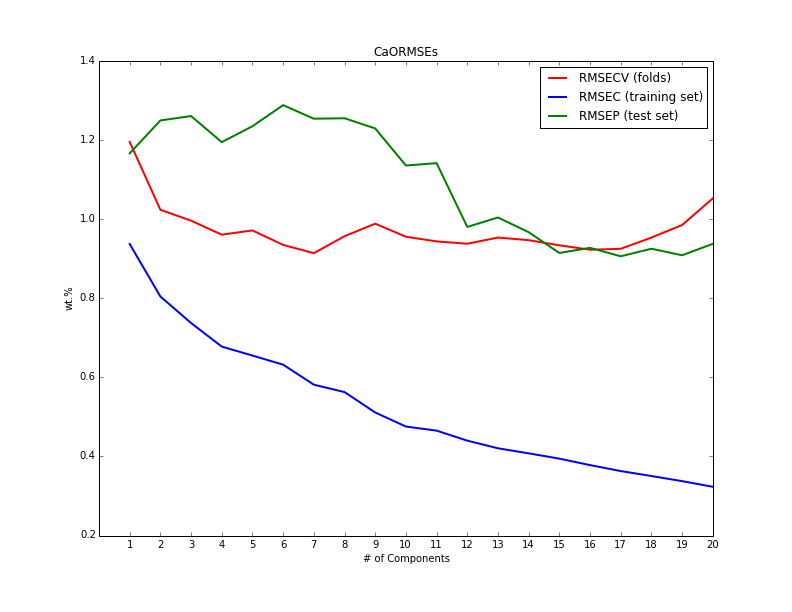 CaORMSEs
RMSECV (folds)
RMSEC (training set)
RMSEP (test set)
1.4
1.2
1.0
0.8
0.6
0.4
0.2
wt.%
1 2 3 4 5 6 7 8 9 10 11 12 13 14 15 16 17 18 19 20
# of Components